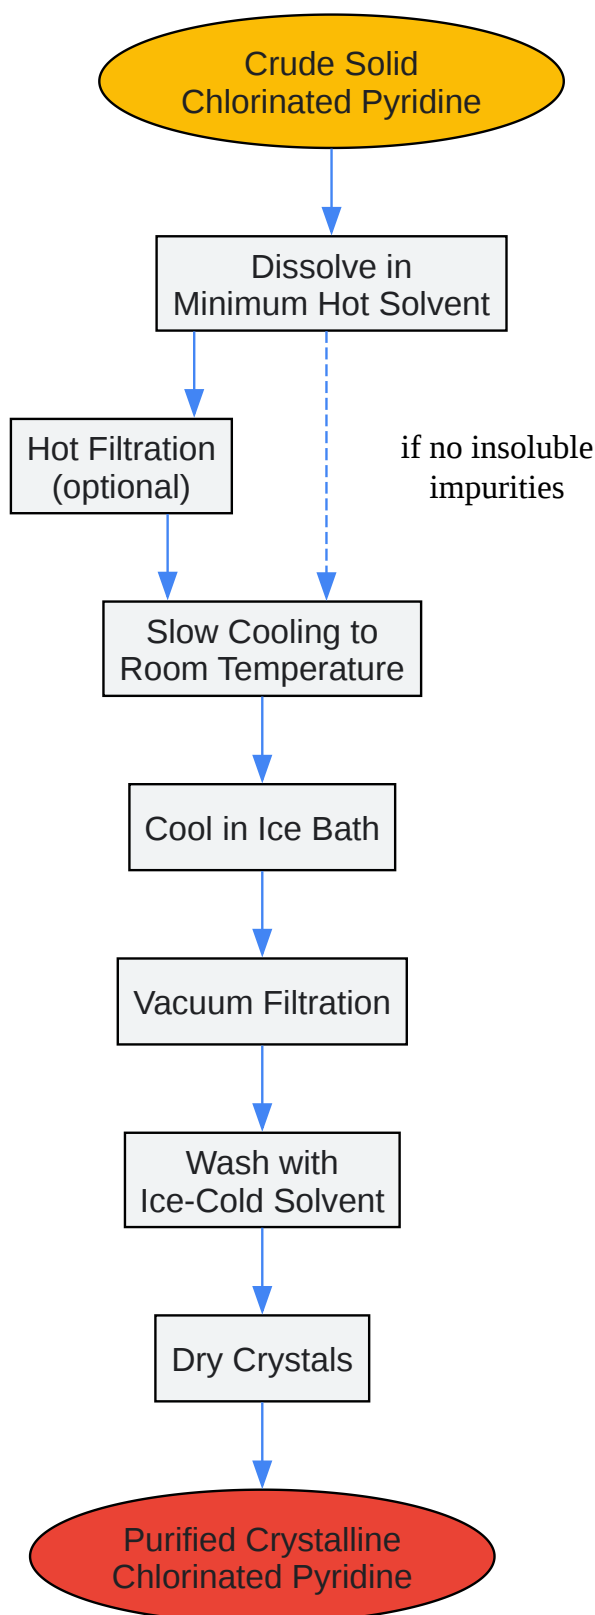 Crude Solid
Chlorinated Pyridine
Dissolve in
Minimum Hot Solvent
Hot Filtration
(optional)
if no insoluble
impurities
Slow Cooling to
Room Temperature
Cool in Ice Bath
Vacuum Filtration
Wash with
Ice-Cold Solvent
Dry Crystals
Purified Crystalline
Chlorinated Pyridine